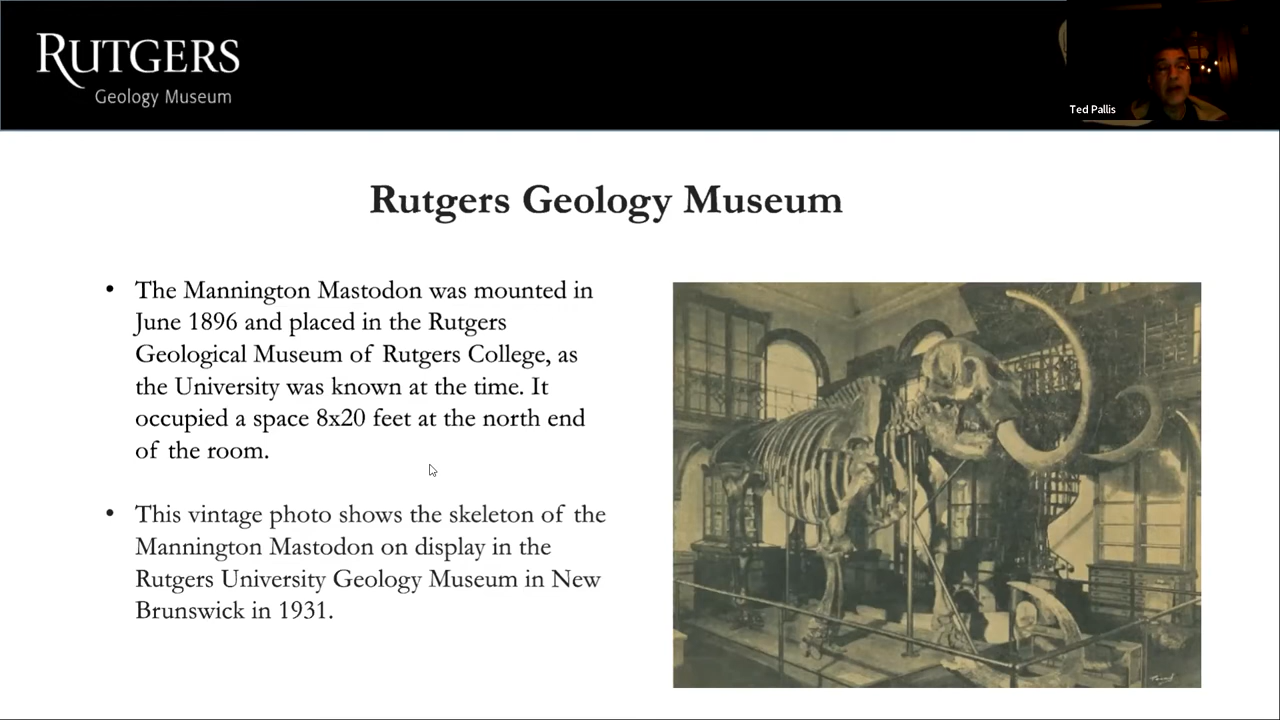 RUTGERS
Geology Museum
Ted Pallis
Rutgers Geology Museum
• The Mannington Mastodon was mounted in
June 1896 and placed in the Rutgers
Geological Museum of Rutgers College, as
the University was known at the time. It
occupied a space 8x20 feet at the north end
of the room.
• This vintage photo shows the skeleton of the
Mannington Mastodon on display in the
Rutgers University Geology Museum in New
Brunswick in 1931.